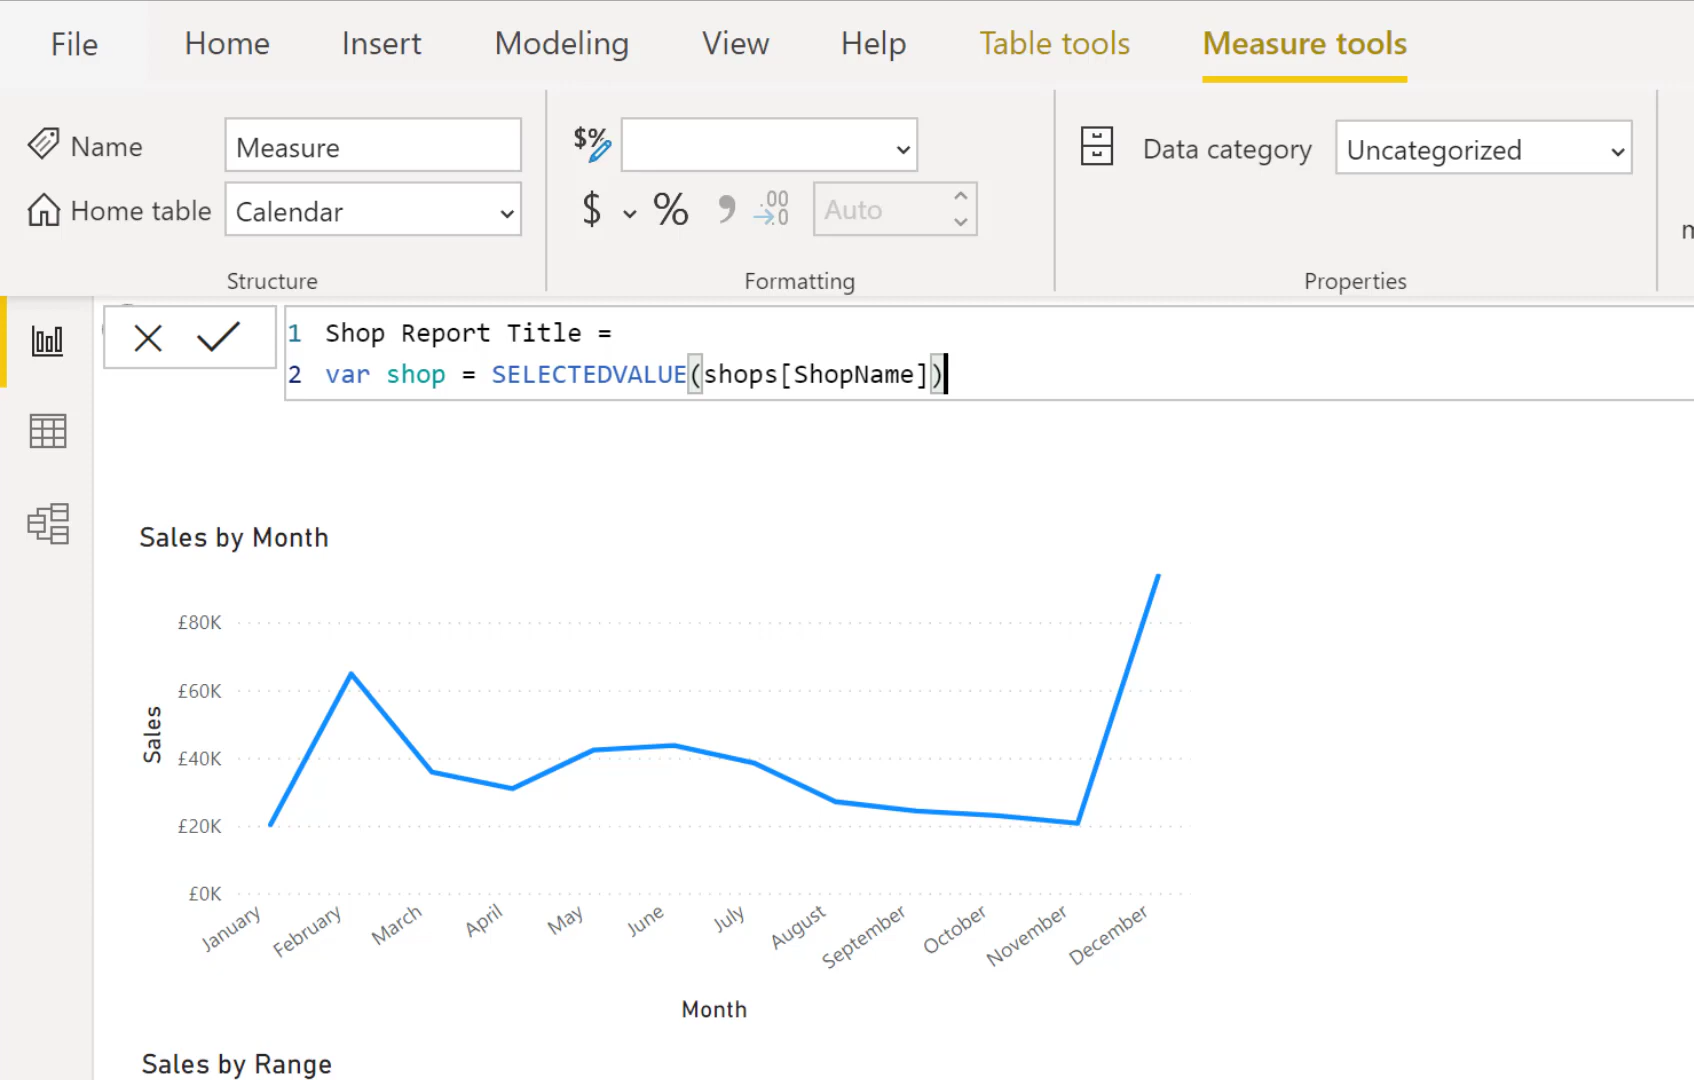 File Home Insert Modeling View Help Table tools Measure tools
Name Measure
$% 
Data category Uncategorized
Home table Calendar
$ % , .00 .0 Auto
Structure Formatting Properties
1 Shop Report Title =
2 var shop = SELECTEDVALUE(shops[ShopName])
Sales by Month
£80K
£60K
£40K
£20K
£0K
Sales
January February March April May June July August September October November December
Month
Sales by Range